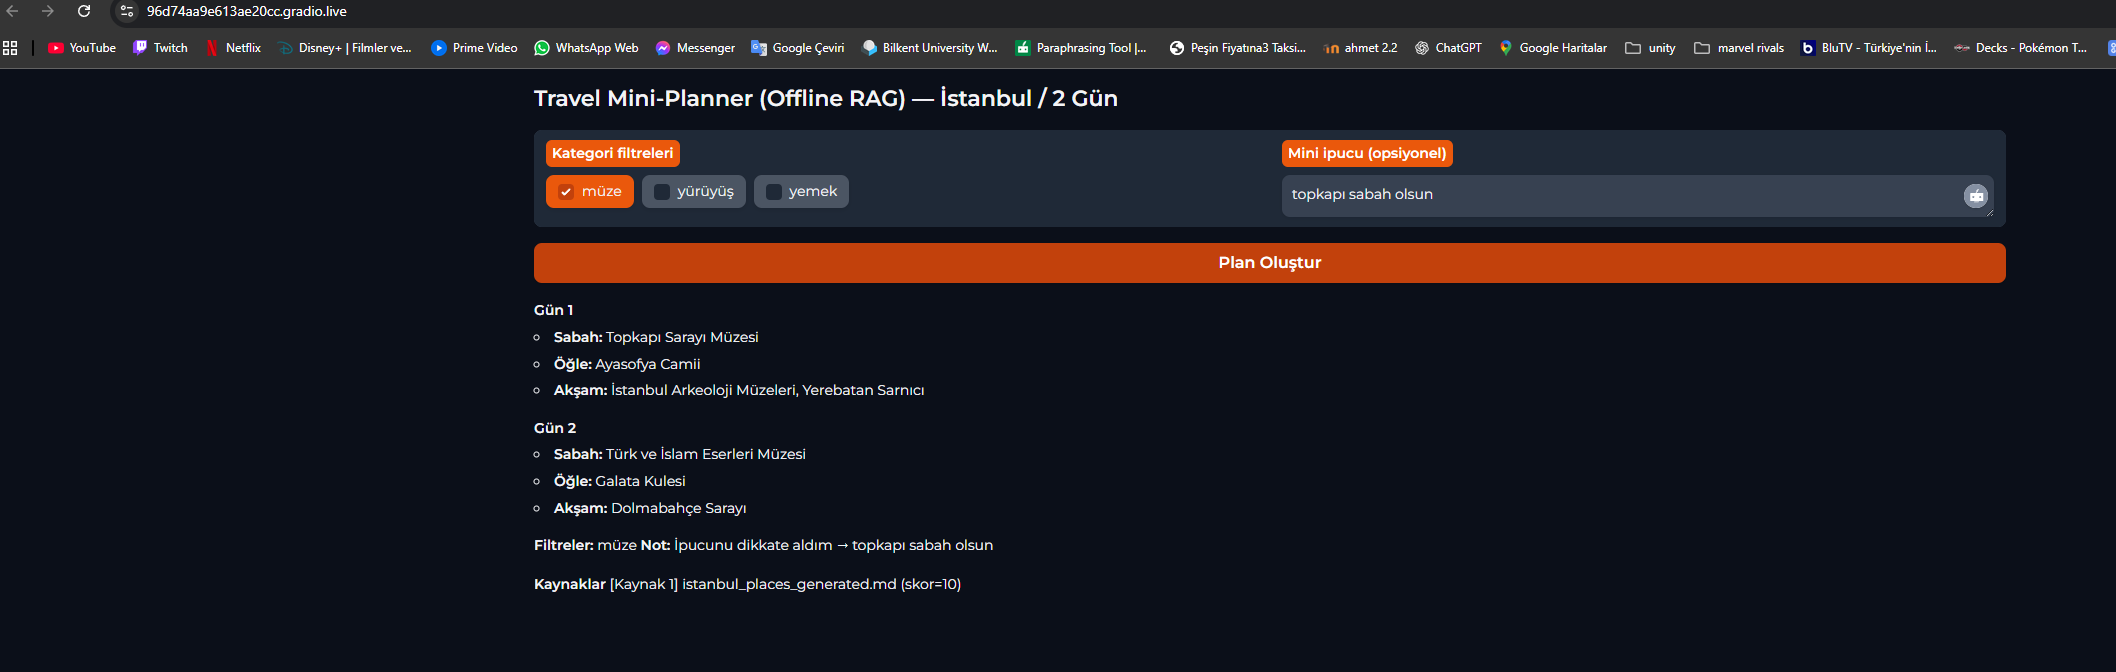 96d74aa9e613ae20cc.gradio.live
YouTube Twitch Netflix Disney+ | Filmler ve... Prime Video WhatsApp Web Messenger Google Çeviri Bilkent University W... Paraphrasing Tool |... Peşin Fiyatına3 Taksi... ahmet 2.2 ChatGPT Google Haritalar unity marvel rivals BluTV - Türkiye'nin İ... Decks - Pokémon T...
Travel Mini-Planner (Offline RAG) — İstanbul / 2 Gün
Kategori filtreleri
müze yürüyüş yemek
Mini ipucu (opsiyonel)
topkapı sabah olsun
Plan Oluştur
Gün 1
Sabah: Topkapı Sarayı Müzesi
Öğle: Ayasofya Camii
Akşam: İstanbul Arkeoloji Müzeleri, Yerebatan Sarnıcı
Gün 2
Sabah: Türk ve İslam Eserleri Müzesi
Öğle: Galata Kulesi
Akşam: Dolmabahçe Sarayı
Filtreler: müze Not: İpucunu dikkate aldım → topkapı sabah olsun
Kaynaklar [Kaynak 1] istanbul_places_generated.md (skor=10)